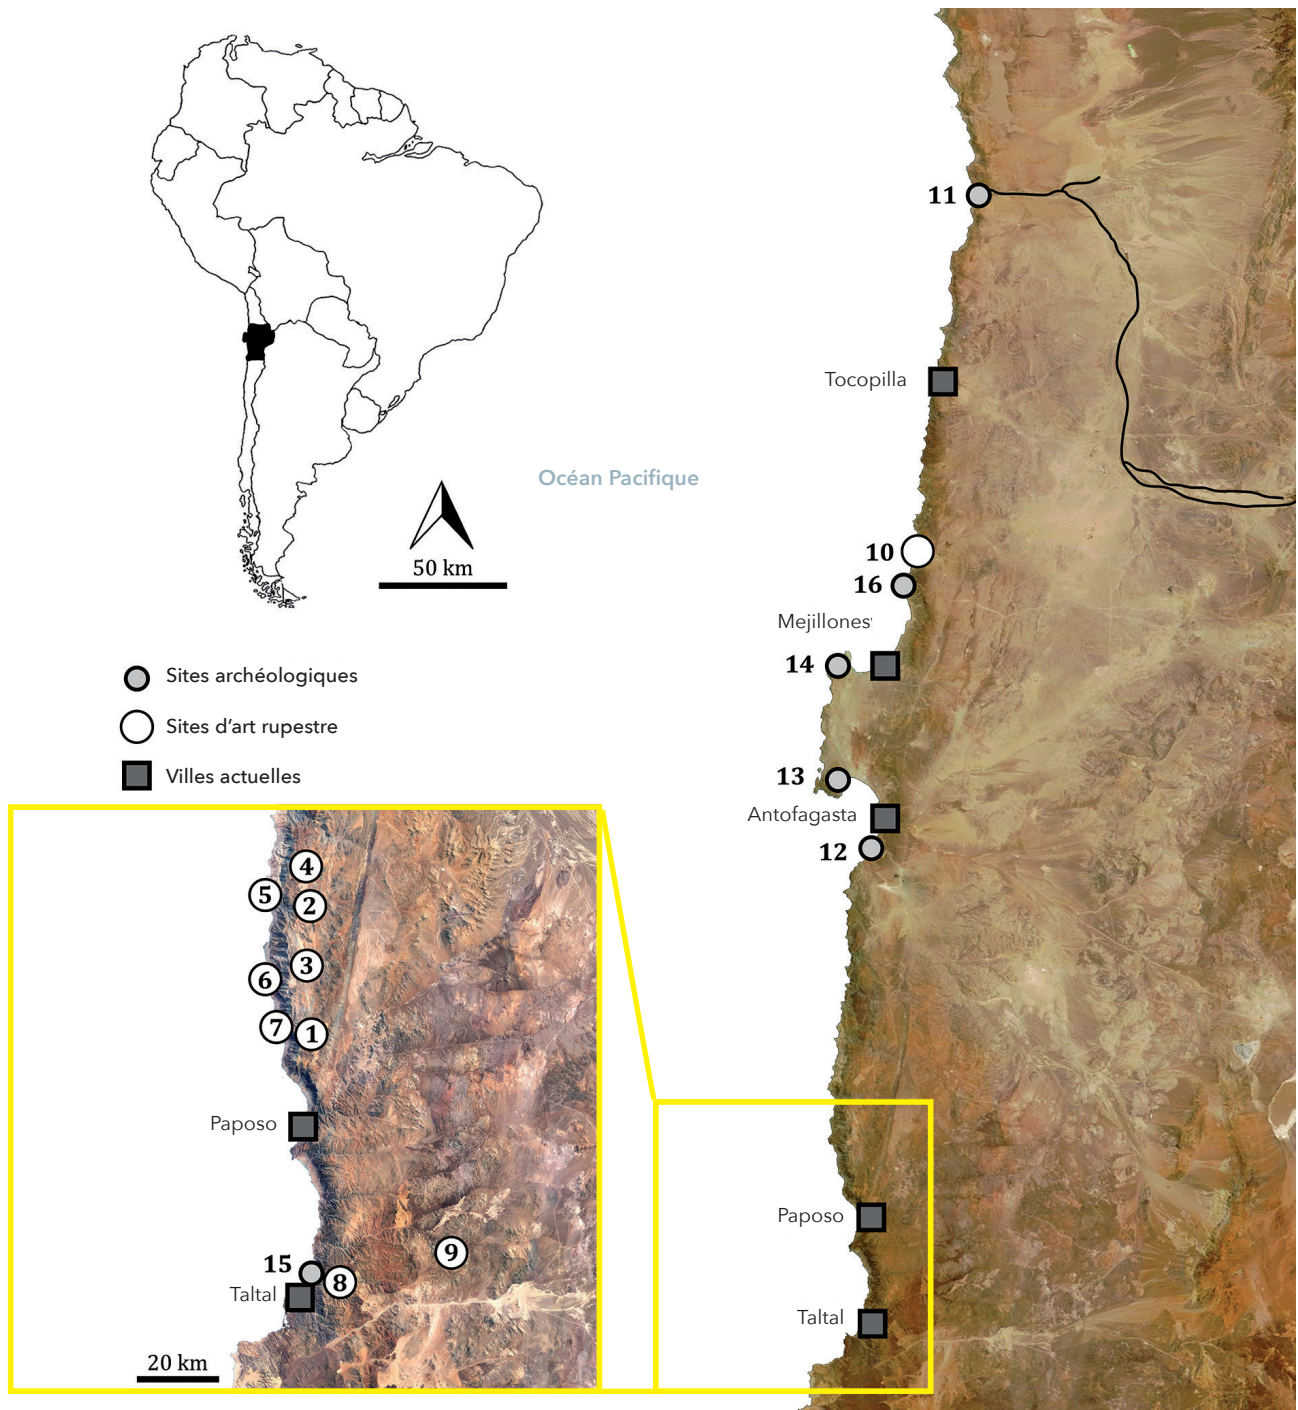 11
Tocopilla
Océan Pacifique
10
50 km
16
Mejillones
14
Sites archéologiques
Sites d'art rupestre
Villes actuelles
13
Antofagasta
12
4
5
2
3
6
7
1
Paposo
9
15
8
Taltal
20 km
Paposo
Taltal